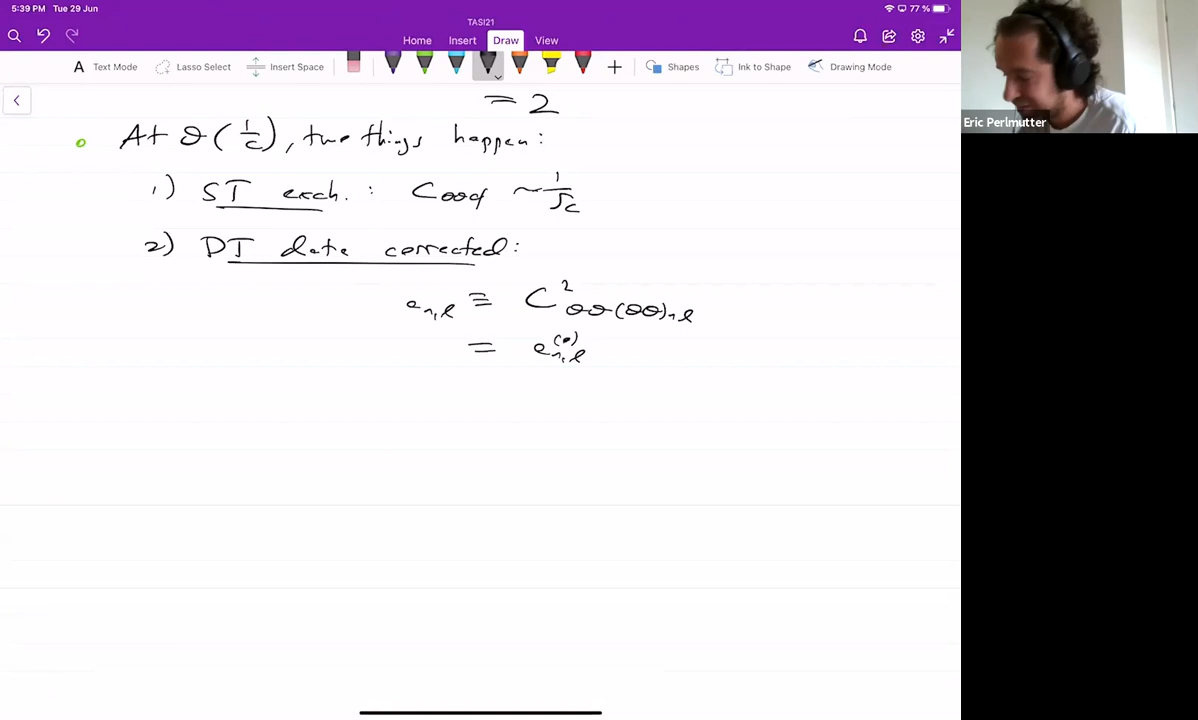 5:39 PM Tue 29 Jun
77 %
TASI21
Home Insert Draw View
A Text Mode Lasso Select Insert Space Shapes Ink to Shape Drawing Mode
Eric Perlmutter
= 2
At O(1/c), two things happen:
1) ST exch. : C_OOφ ~ 1/√c
2) DT data corrected:
a_n,ℓ ≡ C²_OO(OO)n,ℓ
= a^(0)_n,ℓ